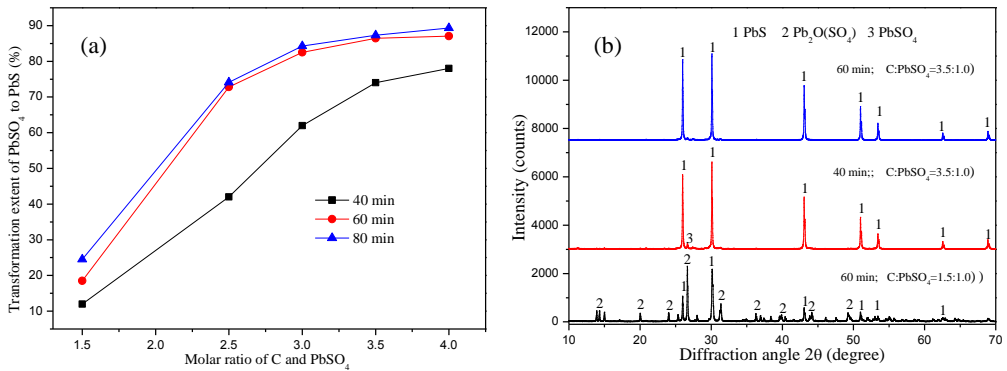 (a)
Transformation extent of PbSO4 to PbS (%)
90
80
70
60
50
40
30
20
10
40 min
60 min
80 min
1.5 2.0 2.5 3.0 3.5 4.0
Molar ratio of C and PbSO4
(b)
1 PbS 2 Pb2O(SO4) 3 PbSO4
Intensity (counts)
12000
10000
8000
6000
4000
2000
0
60 min; C:PbSO4=3.5:1.0)
1 1 1 1 1 1 1
40 min;; C:PbSO4=3.5:1.0)
1 3 1 1 1 1 1 1
60 min; C:PbSO4=1.5:1.0) )
2 2 2 1 2 1 2 2 2 1 2 2 1 1 1
10 20 30 40 50 60 70
Diffraction angle 2θ (degree)